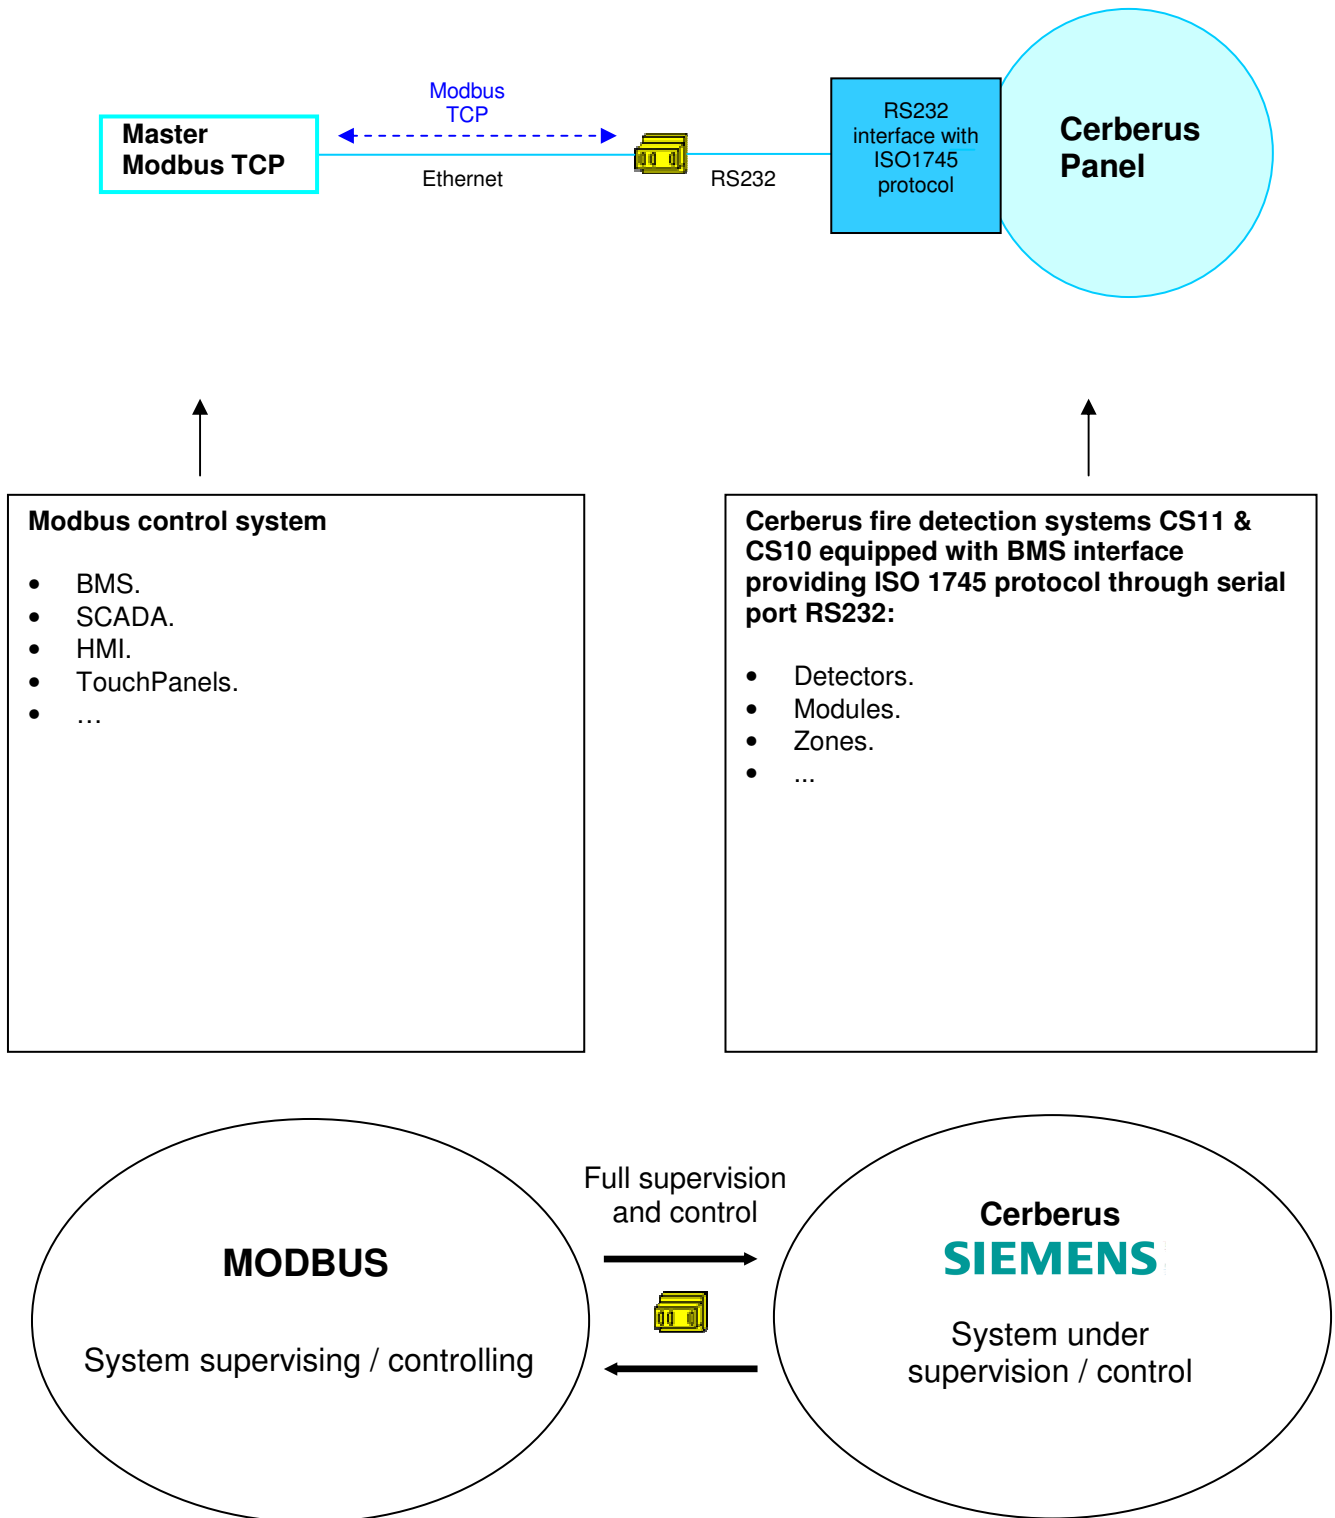 Modbus
TCP
Master
Modbus TCP
Ethernet
RS232
RS232
interface with
ISO1745
protocol
Cerberus
Panel
Modbus control system
• BMS.
• SCADA.
• HMI.
• TouchPanels.
• …
Cerberus fire detection systems CS11 &
CS10 equipped with BMS interface
providing ISO 1745 protocol through serial
port RS232:
• Detectors.
• Modules.
• Zones.
• ...
MODBUS
System supervising / controlling
Full supervision
and control
Cerberus
SIEMENS
System under
supervision / control